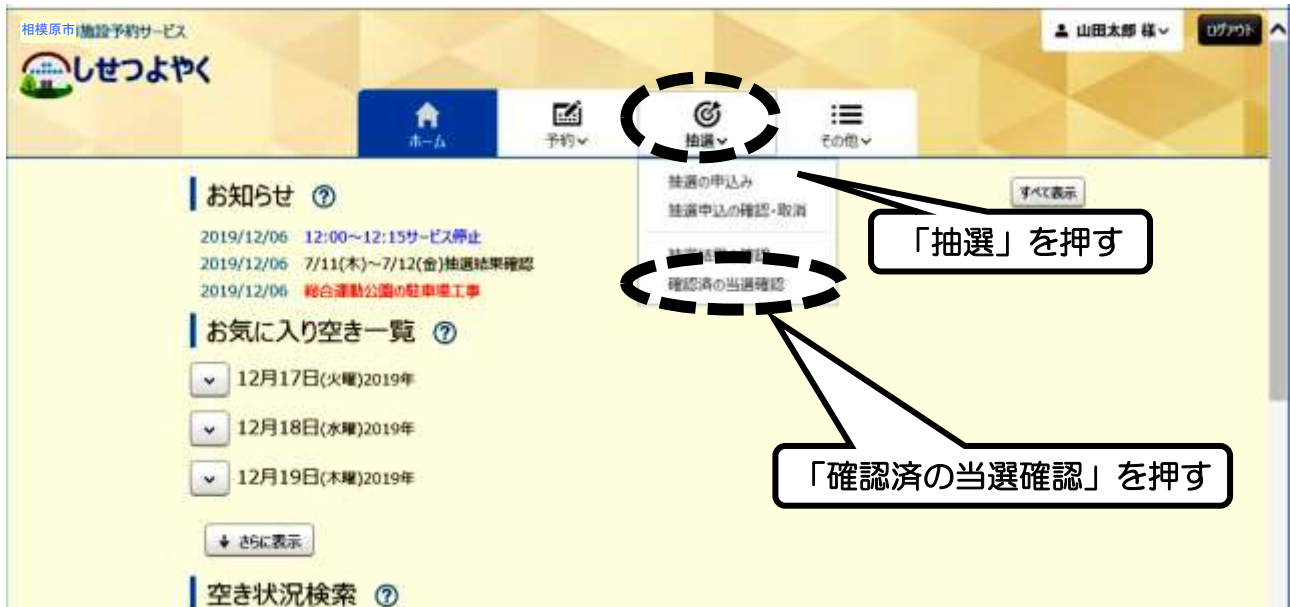 相模原市 施設予約サービス
しせつよやく
山田太郎 様
ログアウト
ホーム
予約
抽選
その他
抽選の申込み
抽選申込の確認・取消
抽選結果の確認
確認済の当選確認
お知らせ
すべて表示
2019/12/06 12:00～12:15サービス停止
2019/12/06 7/11(木)～7/12(金)抽選結果確認
2019/12/06 総合運動公園の駐車場工事
「抽選」を押す
お気に入り空き一覧
12月17日(火曜)2019年
12月18日(水曜)2019年
12月19日(木曜)2019年
「確認済の当選確認」を押す
さらに表示
空き状況検索